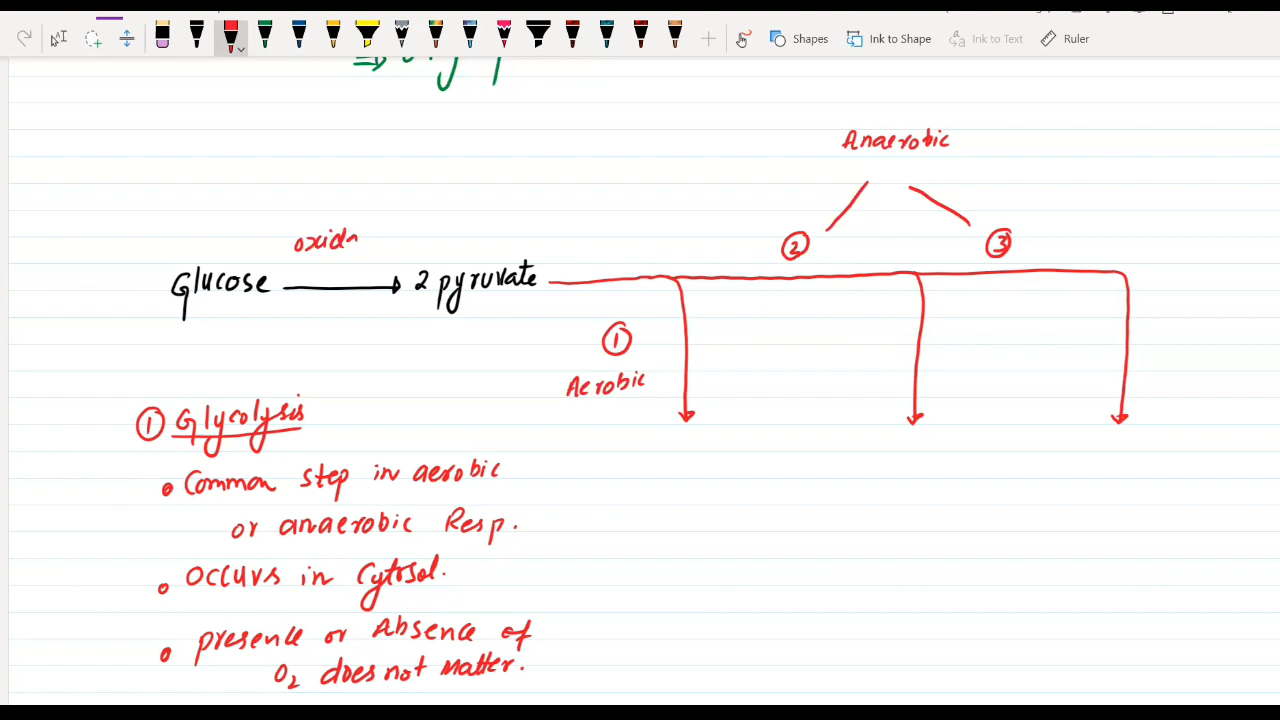 Shapes
Ink to Shape
Ink to Text
Ruler
Anaerobic
② ③
oxida
Glucose → 2 pyruvate
①
Aerobic
① Glycolysis
• Common step in aerobic
or anaerobic Resp.
• Occurs in Cytosol.
• presence or Absence of
O₂ does not Matter.